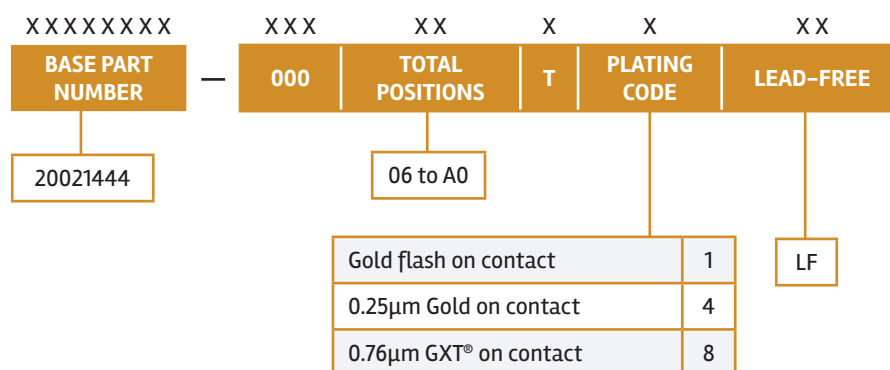 XXXXXXXX XXX XX X X XX
BASE PART NUMBER — 000 TOTAL POSITIONS T PLATING CODE LEAD-FREE
20021444 06 to A0
Gold flash on contact 1 LF
0.25µm Gold on contact 4
0.76µm GXT® on contact 8